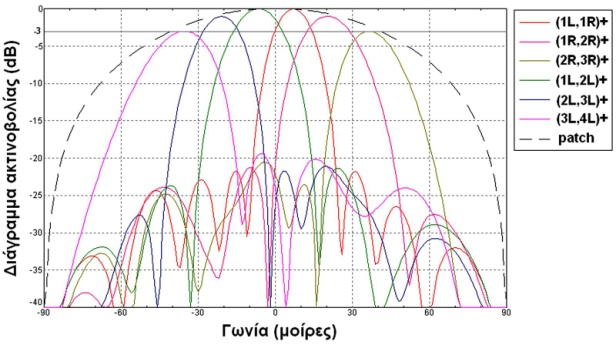 Διάγραμμα ακτινοβολίας (dB)
0
-3
-5
-10
-15
-20
-25
-30
-35
-40
-90
-60
-30
0
30
60
90
Γωνία (μοίρες)
(1L,1R)+
(1R,2R)+
(2R,3R)+
(1L,2L)+
(2L,3L)+
(3L,4L)+
patch